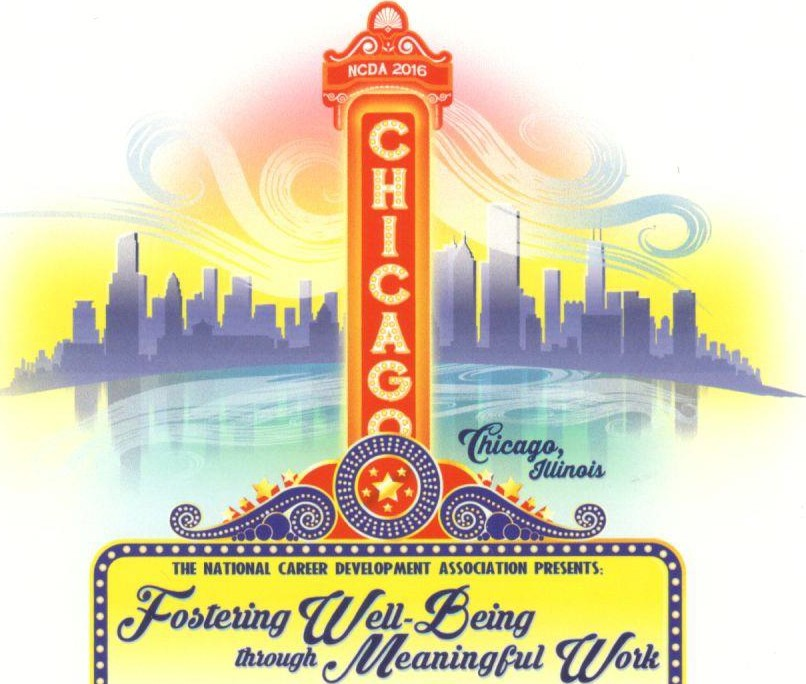 NCDA 2016
CHICAGO
Chicago,
Illinois
THE NATIONAL CAREER DEVELOPMENT ASSOCIATION PRESENTS:
Fostering Well-Being
through Meaningful Work